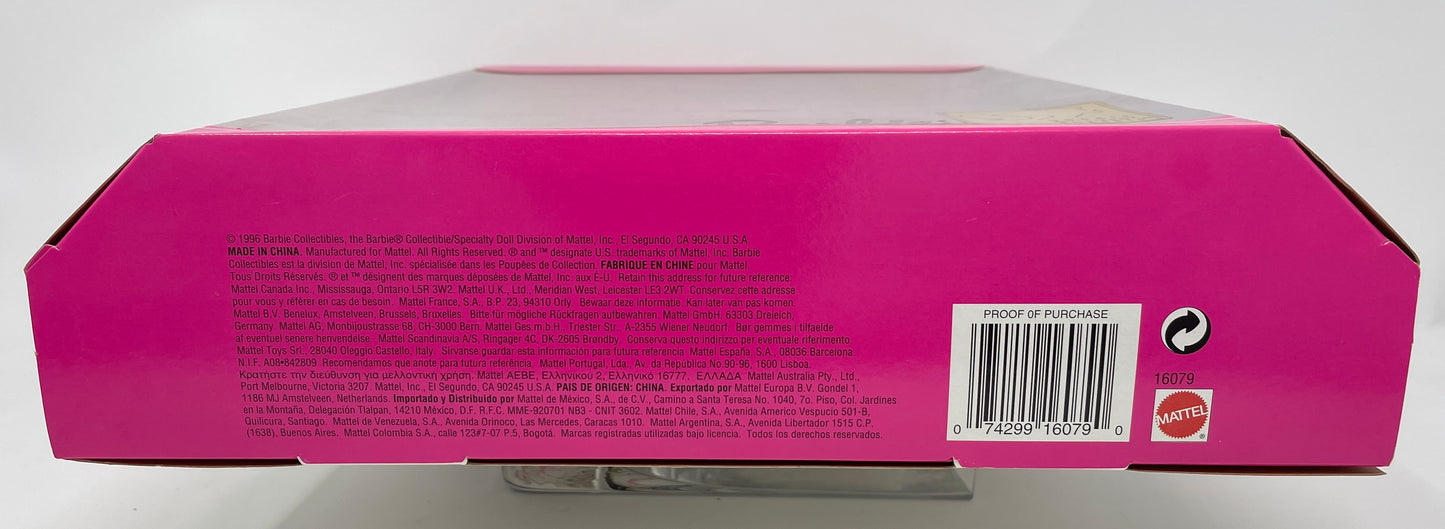 © 1996 Barbie Collectibles, the Barbie® Collectible/Specialty Doll Division of Mattel, Inc. El Segundo, CA 90245 U.S.A.
MADE IN CHINA. Manufactured for Mattel. All Rights Reserved. ® and ™ designate U.S. trademarks of Mattel, Inc. Barbie
Collectibles est la division de Mattel, Inc. spécialisée dans les Poupées de Collection. FABRIQUE EN CHINE pour Mattel
Tous Droits Réservés. ® et ™ désignent des marques déposées de Mattel, Inc. aux É-U. Retain this address for future reference:
Mattel Canada Inc., Mississauga, Ontario L5R 3W2. Mattel U.K., Ltd., Meridian West, Leicester LE3 2WT. Conservez cette adresse
pour vous y référer en cas de besoin. Mattel France, S.A., B.P. 23, 94310 Orly. Bewaar deze informatie. Kan later van pas komen.
Mattel B.V. Benelux, Amstelveen, Brussels, Bruxelles. Bitte für mögliche Rückfragen aufbewahren. Mattel GmbH. 63303 Dreieich,
Germany. Mattel AG, Monbijoustrasse 68, CH-3000 Bern. Mattel Ges.m.b.H., Triester Str., A-2355 Wiener Neudorf. Bør gemmes i tilfaelde
af eventuel senere henvendelse. Mattel Scandinavia A/S, Ringager 4C, DK-2605 Brøndby. Conserva questo indirizzo per eventuale riferimento:
Mattel Toys Srl., 28040 Oleggio Castello, Italy. Sírvanse guardar esta información para futura referencia. Mattel España, S.A., 08036 Barcelona.
N.I.F. A08•842809 Recomendamos que anote para futura referência. Mattel Portugal, Lda., Av. da Republica No.90-96, 1600 Lisboa.
Κρατήστε την διεύθυνση για μελλοντική χρήση. Mattel AEBE, Ελληνικού 2, Ελληνικό 16777, ΕΛΛΑΔΑ. Mattel Australia Pty., Ltd.,
Port Melbourne, Victoria 3207. Mattel, Inc., El Segundo, CA 90245 U.S.A. PAIS DE ORIGEN: CHINA. Exportado por Mattel Europa B.V. Gondel 1,
1186 MJ Amstelveen, Netherlands. Importado y Distribuido por Mattel de México, S.A., de C.V., Camino a Santa Teresa No. 1040, 7o. Piso, Col. Jardines
en la Montaña, Delegación Tlalpan, 14210 México, D.F. R.F.C. MME-920701 NB3 - CNIT 3602. Mattel Chile, S.A., Avenida Americo Vespucio 501-B,
Quilicura, Santiago. Mattel de Venezuela, S.A., Avenida Orinoco, Las Mercedes, Caracas 1010. Mattel Argentina, S.A., Avenida Libertador 1515 C.P.
(1638), Buenos Aires. Mattel Colombia S.A., calle 123#7-07 P.5, Bogotá. Marcas registradas utilizadas bajo licencia. Todos los derechos reservados.
PROOF OF PURCHASE
0 74299 16079 0
16079
MATTEL